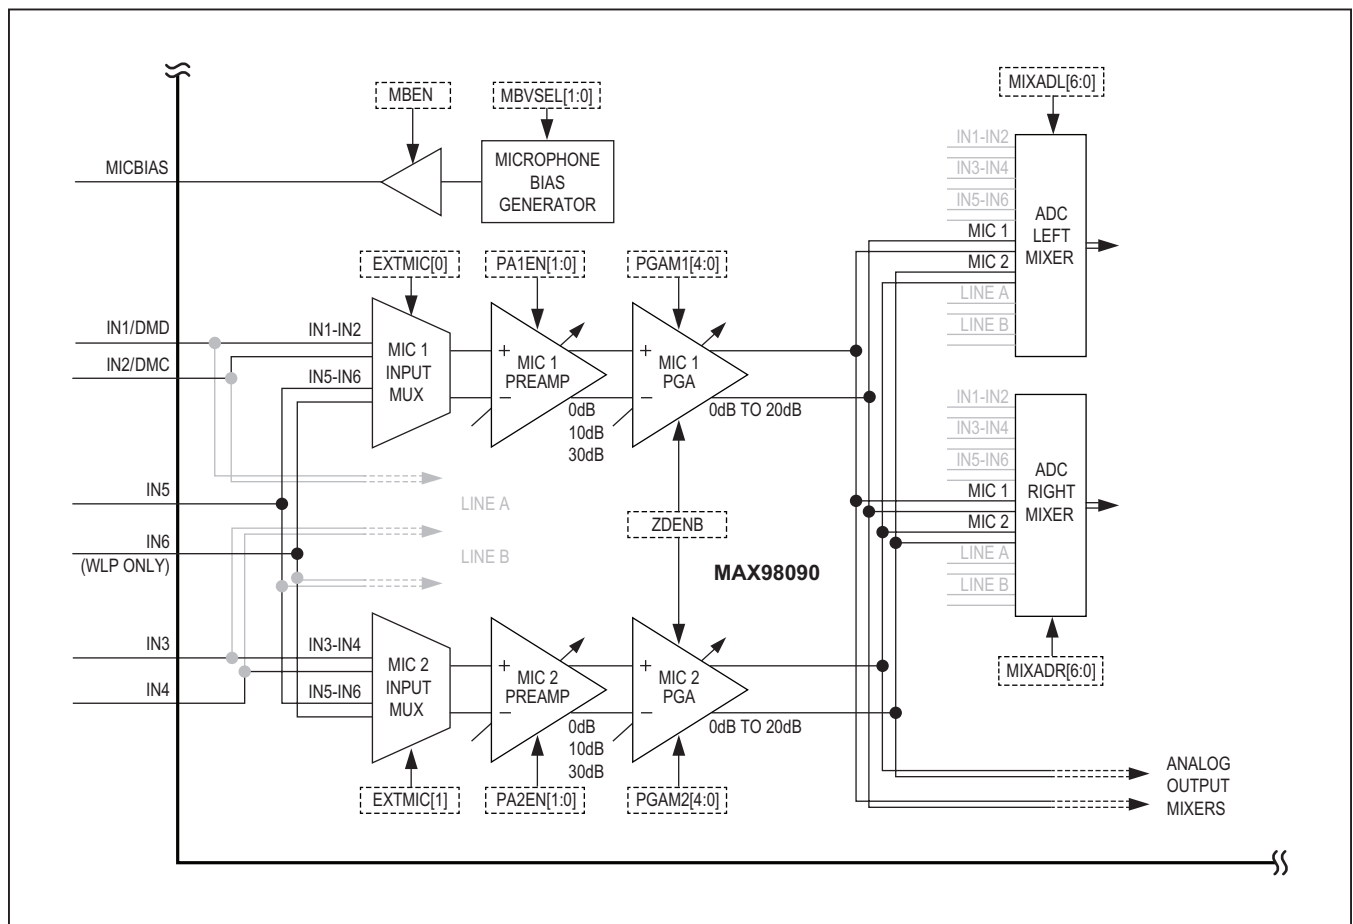 MBEN
MBVSEL[1:0]
MIXADL[6:0]
MICBIAS
MICROPHONE
BIAS
GENERATOR
IN1-IN2
IN3-IN4
IN5-IN6
MIC 1
MIC 2
LINE A
LINE B
ADC
LEFT
MIXER
EXTMIC[0]
PA1EN[1:0]
PGAM1[4:0]
IN1/DMD
IN2/DMC
IN1-IN2
IN5-IN6
MIC 1
INPUT
MUX
+
MIC 1
PREAMP
−
0dB
10dB
30dB
+
MIC 1
PGA
−
0dB TO 20dB
IN1-IN2
IN3-IN4
IN5-IN6
MIC 1
MIC 2
LINE A
LINE B
ADC
RIGHT
MIXER
MIXADR[6:0]
IN5
IN6
(WLP ONLY)
LINE A
LINE B
ZDENB
MAX98090
IN3
IN4
IN3-IN4
IN5-IN6
MIC 2
INPUT
MUX
+
MIC 2
PREAMP
−
0dB
10dB
30dB
+
MIC 2
PGA
−
0dB TO 20dB
EXTMIC[1]
PA2EN[1:0]
PGAM2[4:0]
ANALOG
OUTPUT
MIXERS